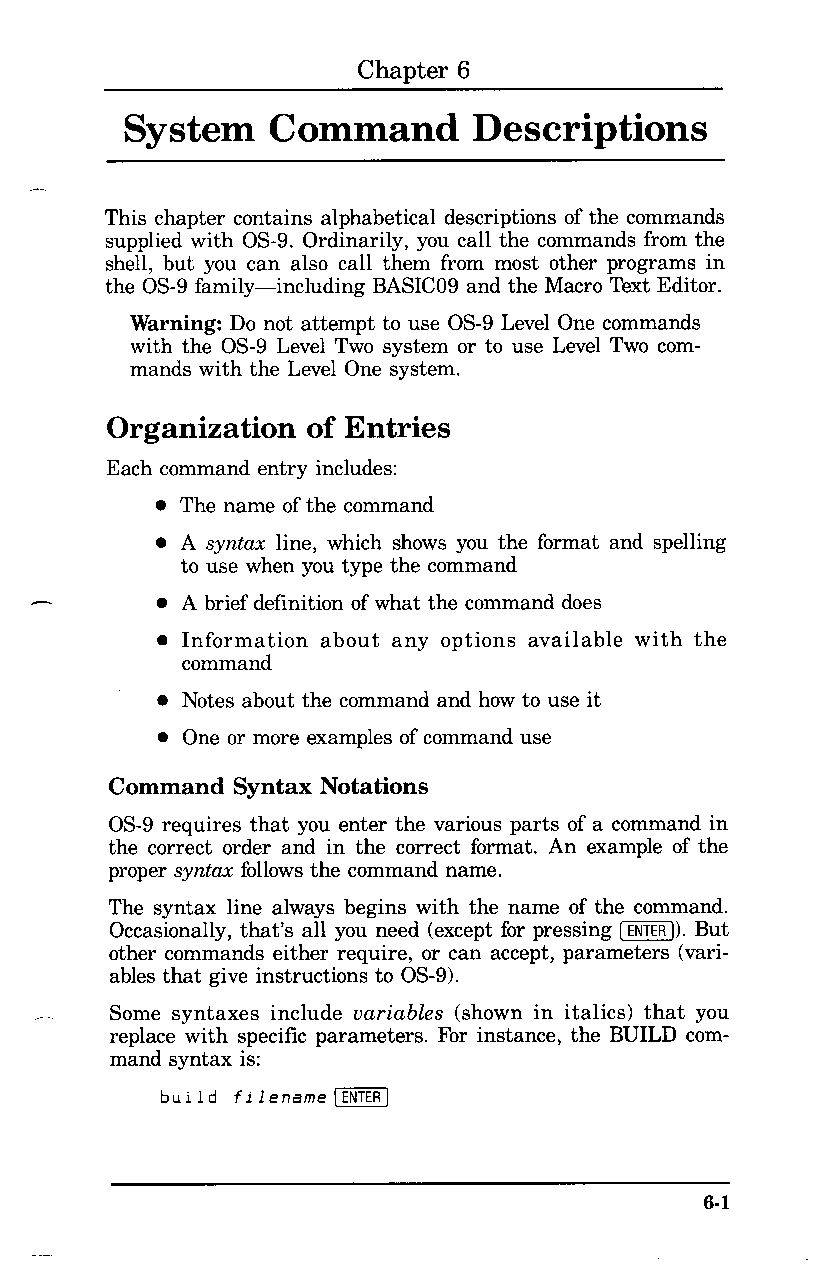 Chapter 6
System Command Descriptions
This chapter contains alphabetical descriptions of the commands
supplied with OS-9. Ordinarily, you call the commands from the
shell, but you can also call them from most other programs in
the OS-9 family—including BASIC09 and the Macro Text Editor.
Warning: Do not attempt to use OS-9 Level One commands
with the OS-9 Level Two system or to use Level Two com-
mands with the Level One system.
Organization of Entries
Each command entry includes:
• The name of the command
• A syntax line, which shows you the format and spelling
to use when you type the command
• A brief definition of what the command does
• Information about any options available with the
command
• Notes about the command and how to use it
• One or more examples of command use
Command Syntax Notations
OS-9 requires that you enter the various parts of a command in
the correct order and in the correct format. An example of the
proper syntax follows the command name.
The syntax line always begins with the name of the command.
Occasionally, that's all you need (except for pressing ENTER). But
other commands either require, or can accept, parameters (vari-
ables that give instructions to OS-9).
Some syntaxes include variables (shown in italics) that you
replace with specific parameters. For instance, the BUILD com-
mand syntax is:
build filename ENTER
6-1